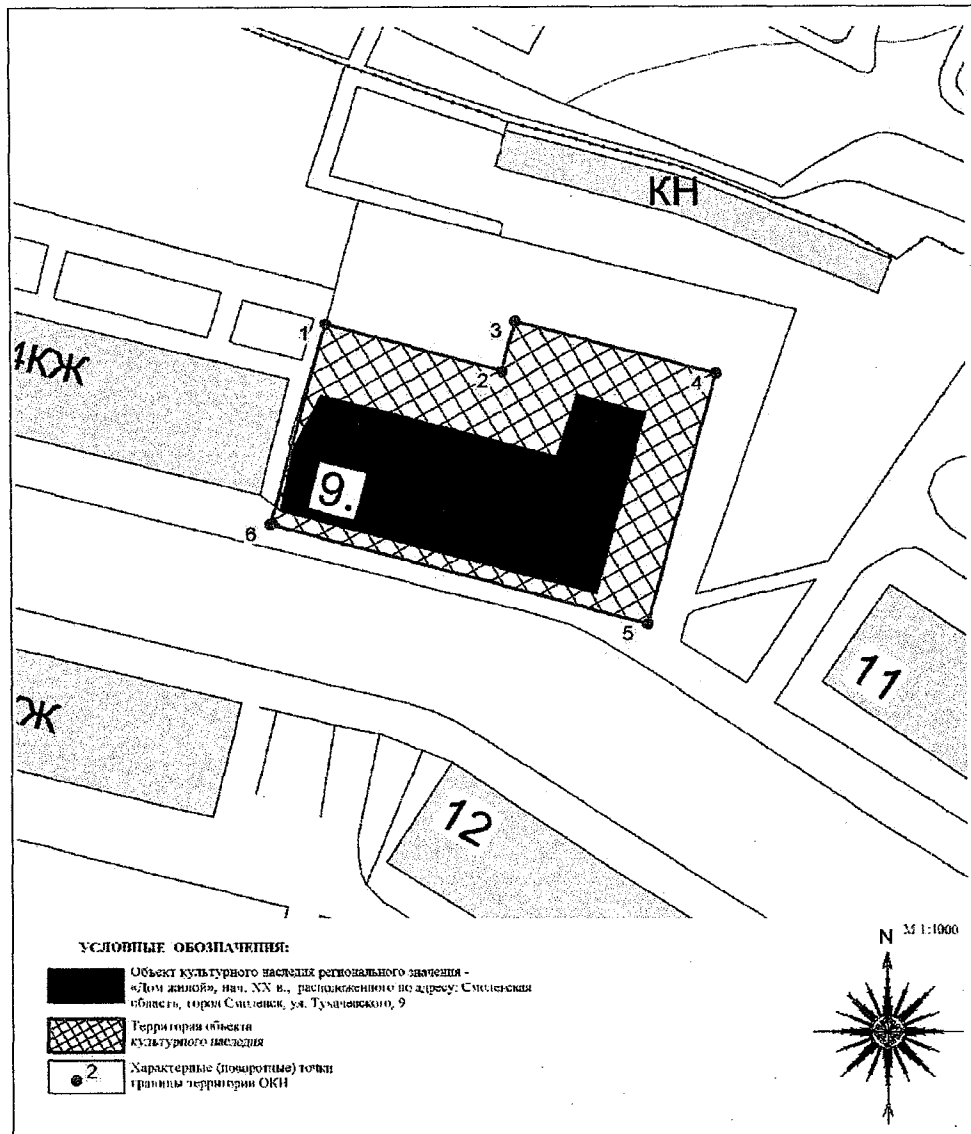 КН
1
3
2
4
4КЖ
9.
6
5
11
Ж
12
УСЛОВНЫЕ ОБОЗНАЧЕНИЯ:
N
М 1:1000
Объект культурного наследия регионального значения -
«Дом жилой», нач. XX в., расположенного по адресу: Смоленская
область, город Смоленск, ул. Тухачевского, 9
Территория объекта
культурного наследия
2
Характерные (поворотные) точки
границы территории ОКН